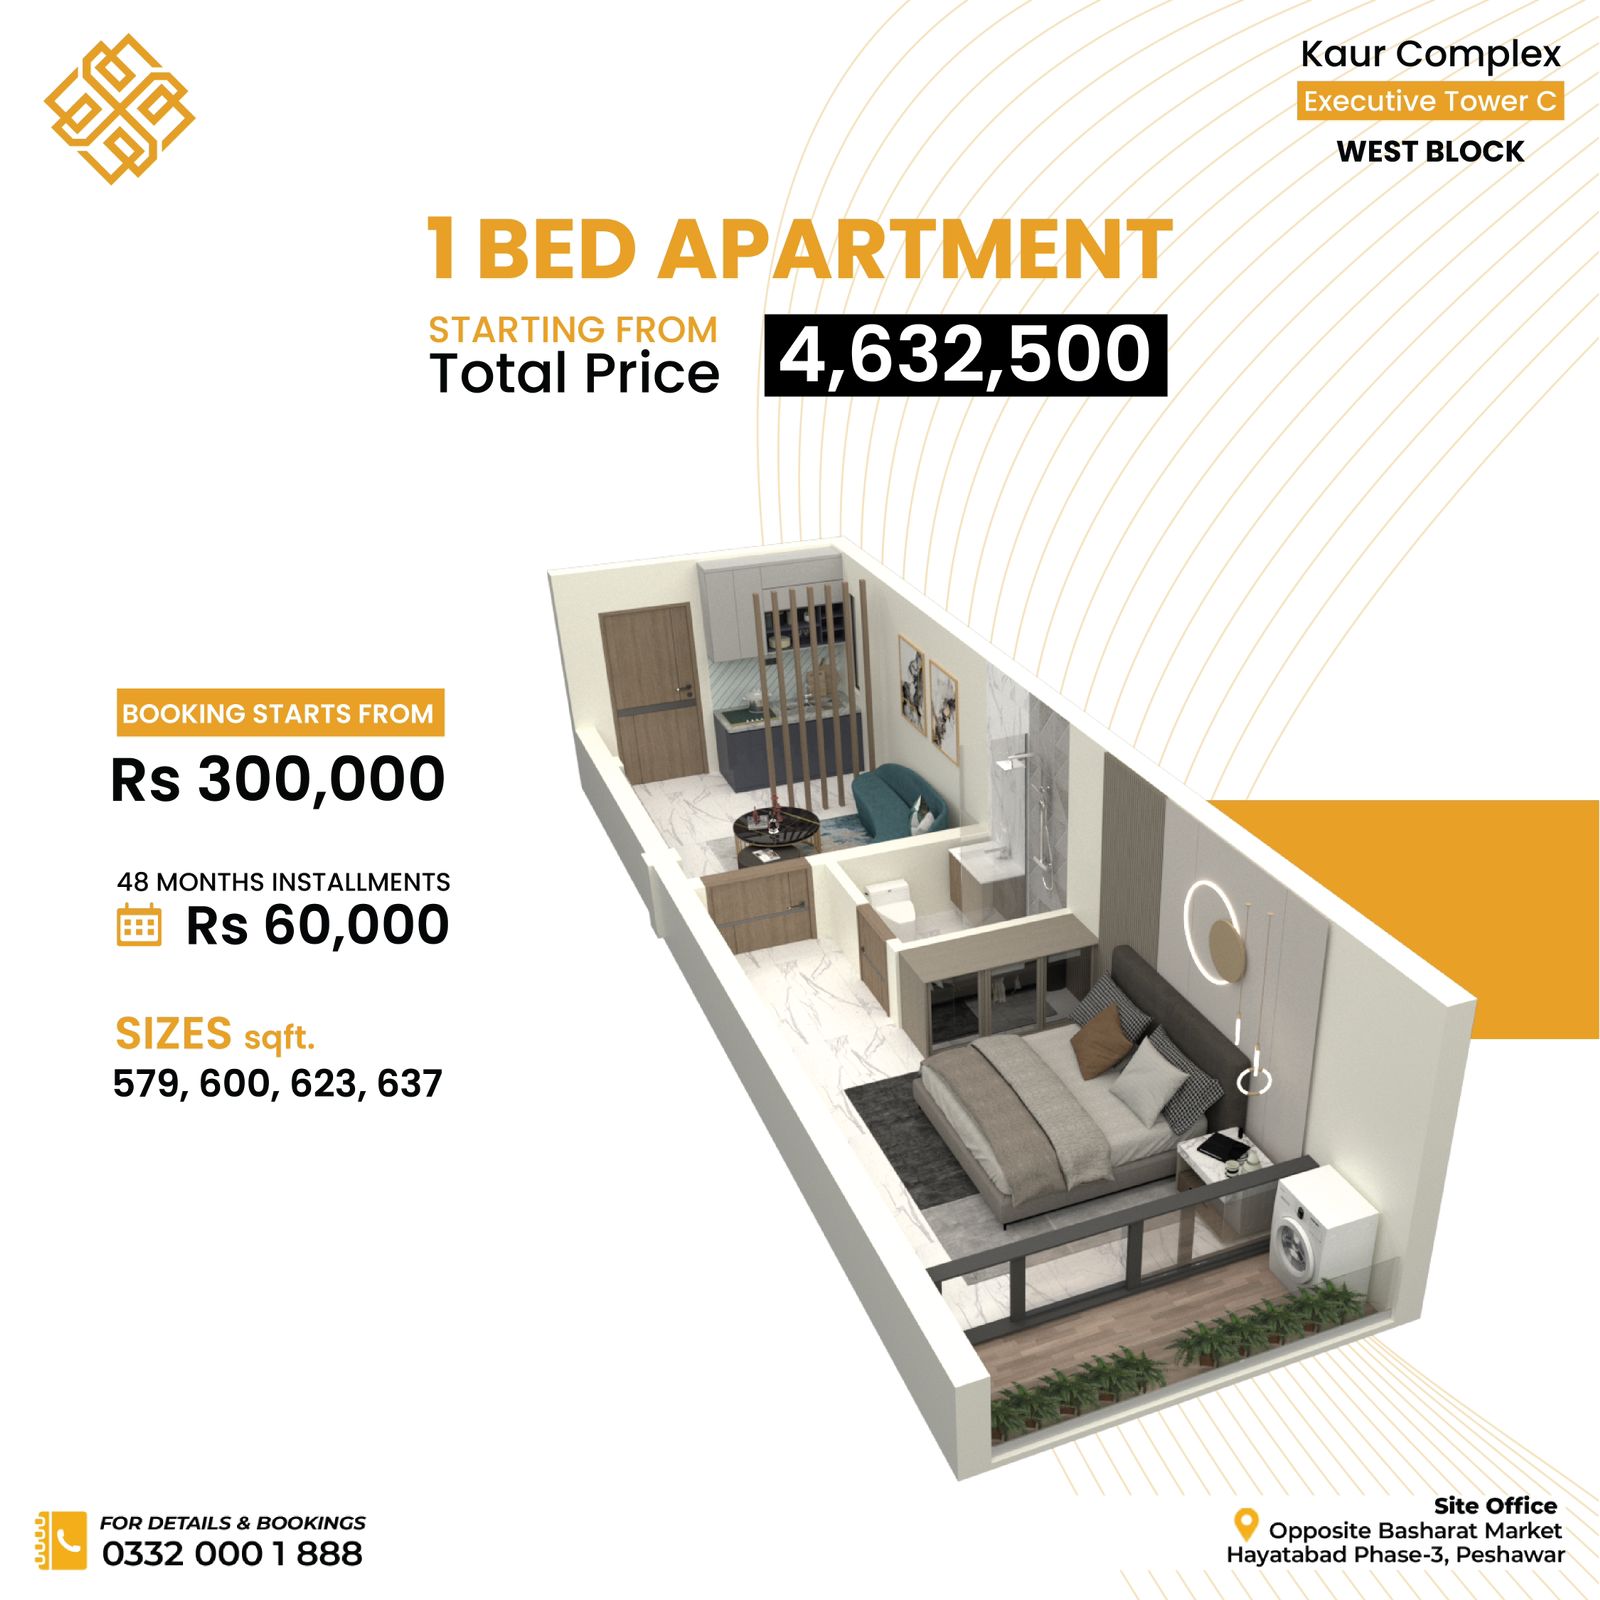 Kaur Complex
Executive Tower C
WEST BLOCK
1 BED APARTMENT
STARTING FROM
Total Price
4,632,500
BOOKING STARTS FROM
Rs 300,000
48 MONTHS INSTALLMENTS
Rs 60,000
SIZES sqft.
579, 600, 623, 637
FOR DETAILS & BOOKINGS
0332 000 1 888
Site Office
Opposite Basharat Market
Hayatabad Phase-3, Peshawar